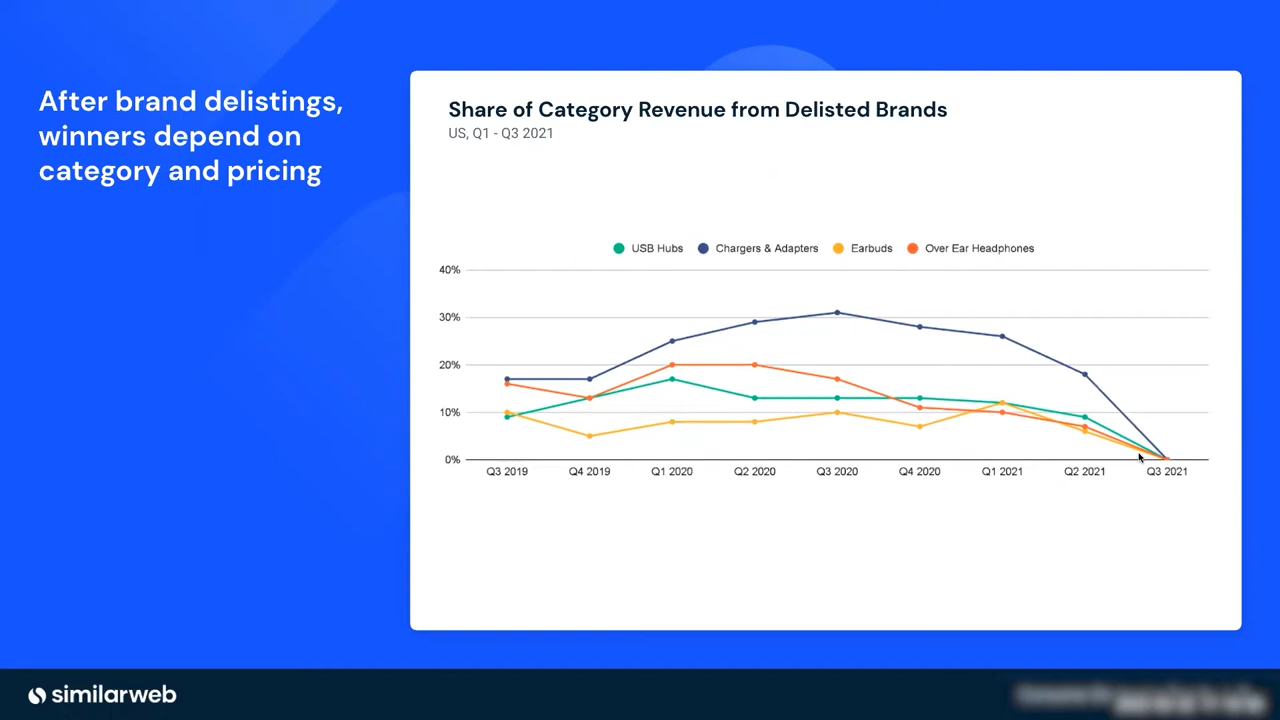 After brand delistings,
winners depend on
category and pricing
Share of Category Revenue from Delisted Brands
US, Q1 - Q3 2021
USB Hubs Chargers & Adapters Earbuds Over Ear Headphones
40%
30%
20%
10%
0%
Q3 2019 Q4 2019 Q1 2020 Q2 2020 Q3 2020 Q4 2020 Q1 2021 Q2 2021 Q3 2021
similarweb